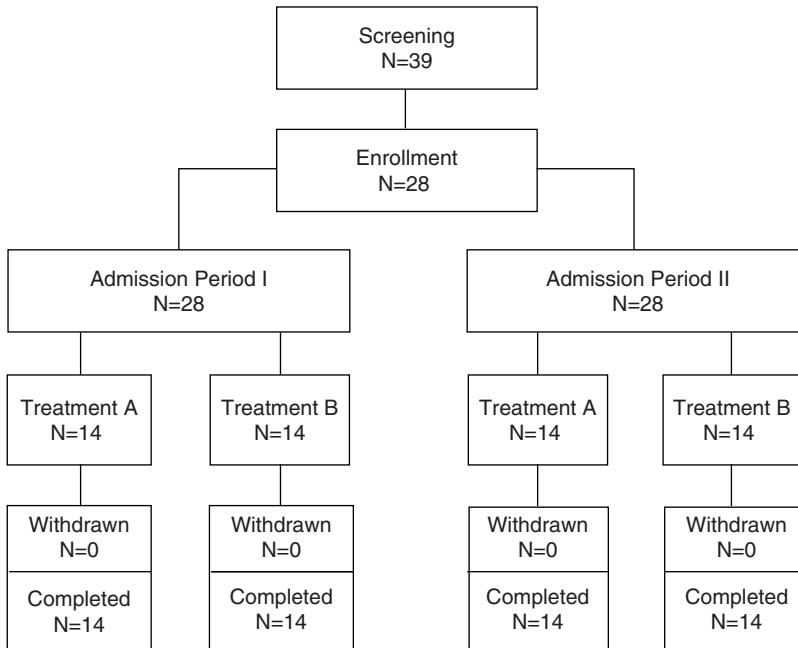 Screening
N=39
Enrollment
N=28
Admission Period I
N=28
Admission Period II
N=28
Treatment A
N=14
Treatment B
N=14
Treatment A
N=14
Treatment B
N=14
Withdrawn
N=0
Withdrawn
N=0
Withdrawn
N=0
Withdrawn
N=0
Completed
N=14
Completed
N=14
Completed
N=14
Completed
N=14